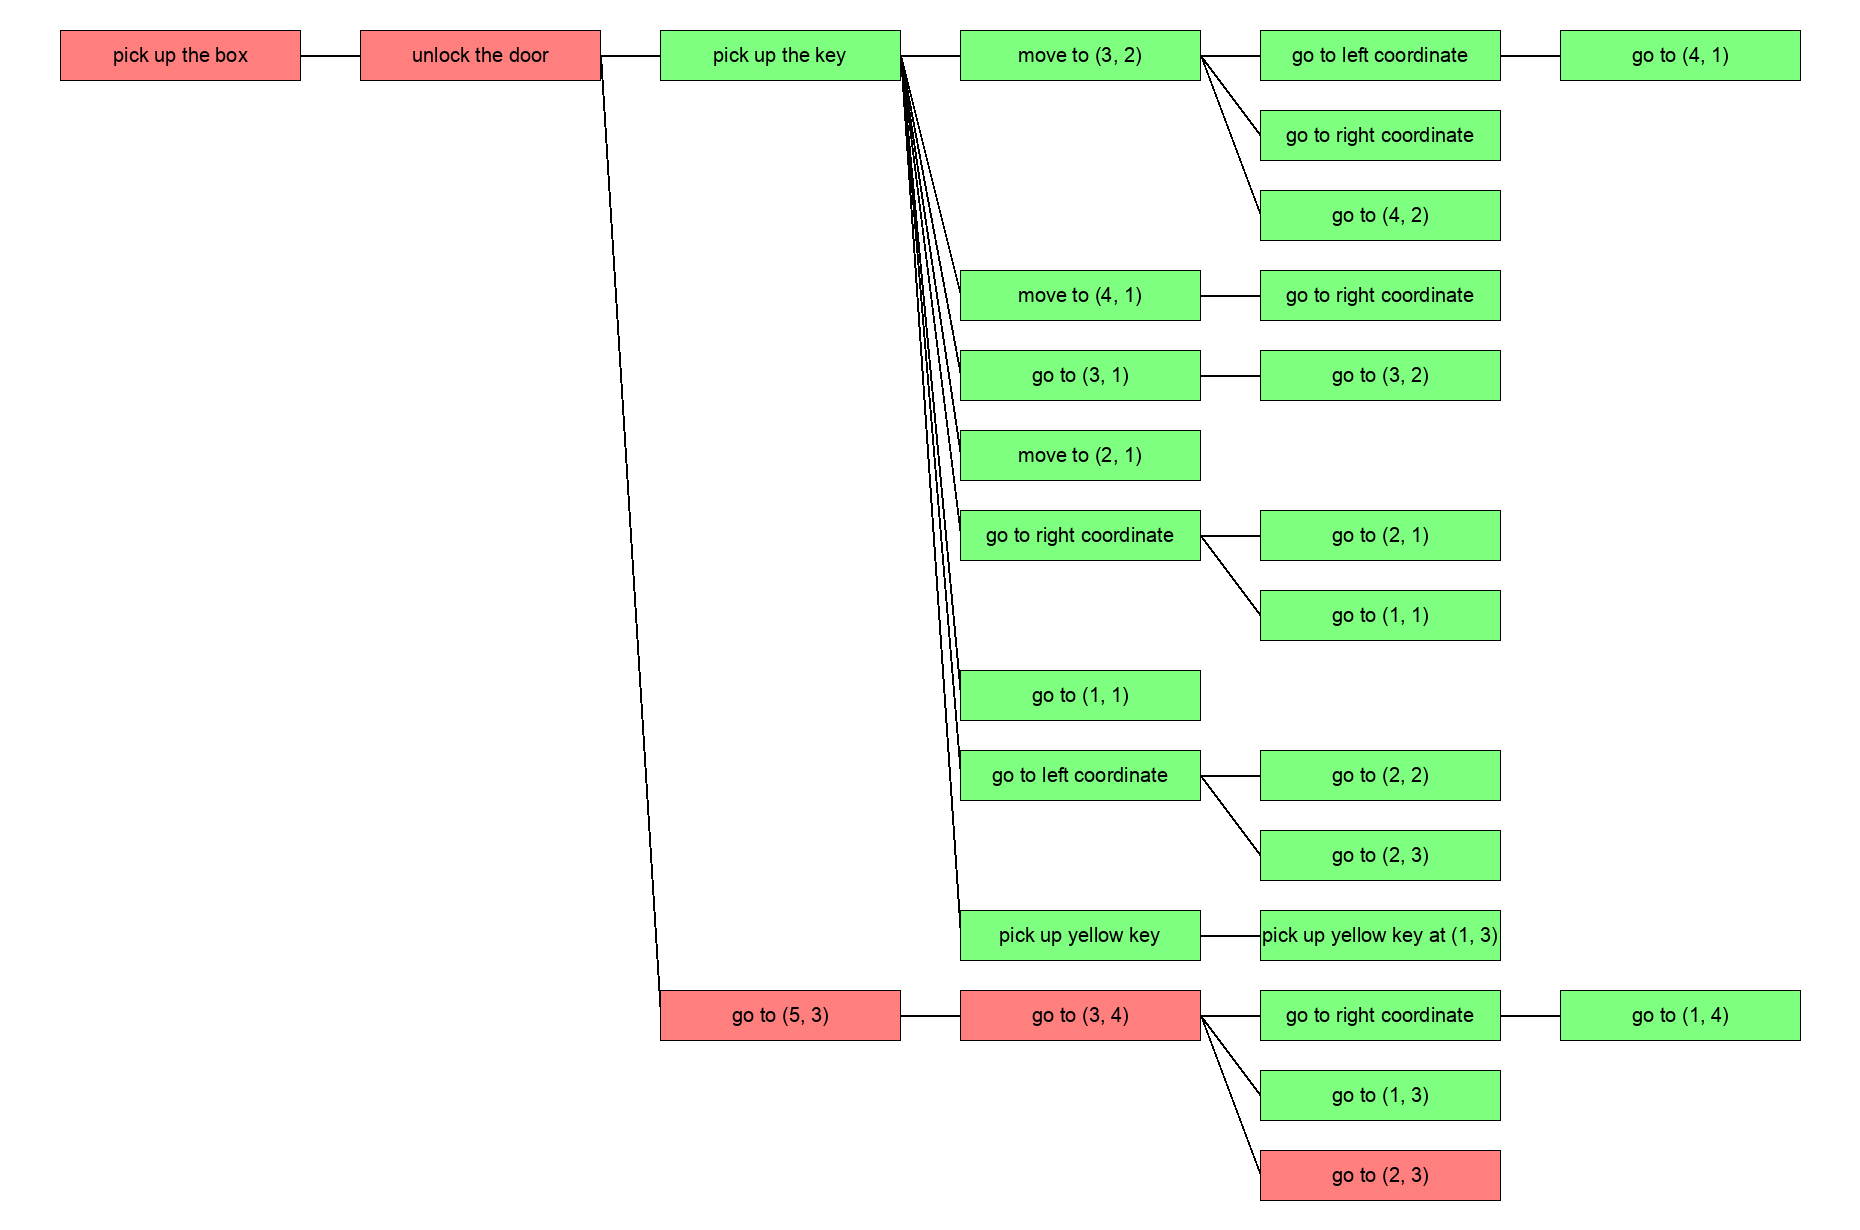 pick up the box
unlock the door
pick up the key
move to (3, 2)
go to left coordinate
go to (4, 1)
go to right coordinate
go to (4, 2)
move to (4, 1)
go to right coordinate
go to (3, 1)
go to (3, 2)
move to (2, 1)
go to right coordinate
go to (2, 1)
go to (1, 1)
go to (1, 1)
go to left coordinate
go to (2, 2)
go to (2, 3)
pick up yellow key
pick up yellow key at (1, 3)
go to (5, 3)
go to (3, 4)
go to right coordinate
go to (1, 4)
go to (1, 3)
go to (2, 3)